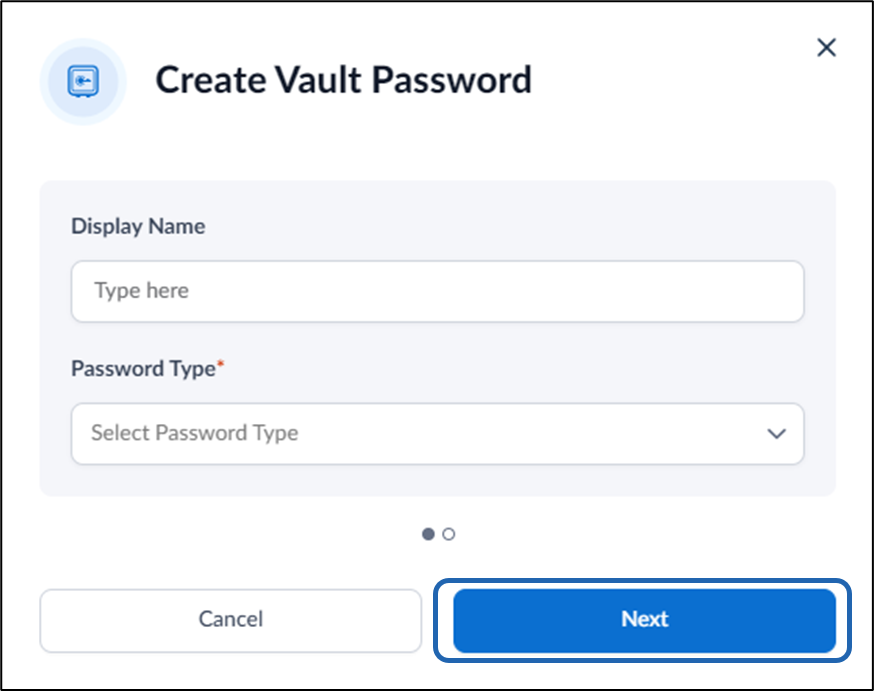 Create Vault Password
Display Name
Type here
Password Type*
Select Password Type
Cancel
Next